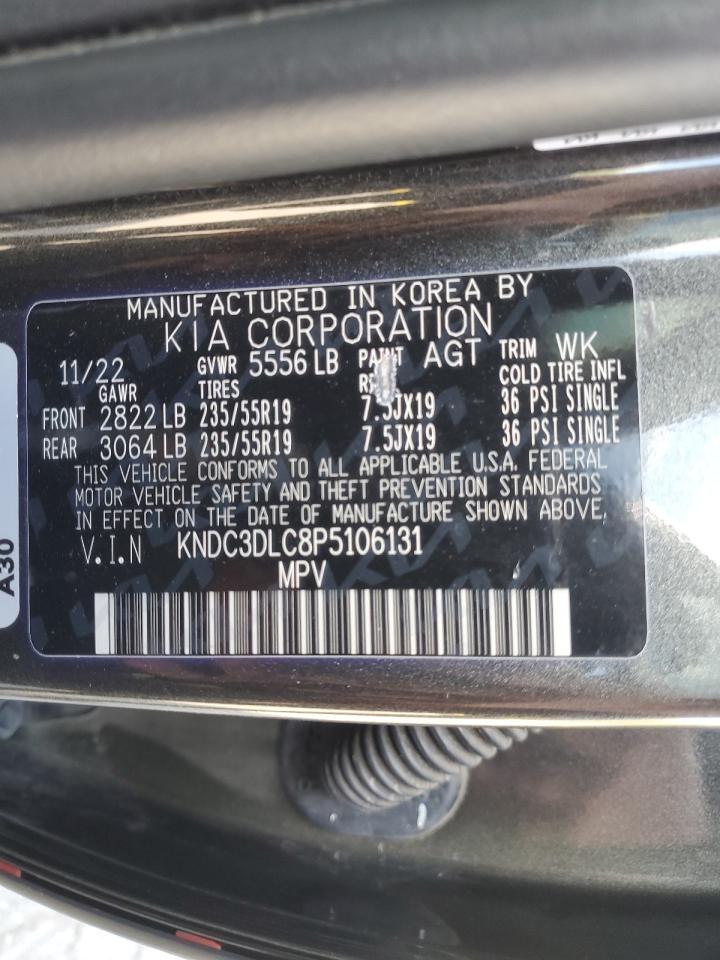 MANUFACTURED IN KOREA BY
KIA CORPORATION
11/22 GVWR 5556 LB PAINT AGT TRIM WK
GAWR TIRES COLD TIRE INFL
FRONT 2822 LB 235/55R19 7.5JX19 36 PSI SINGLE
REAR 3064 LB 235/55R19 7.5JX19 36 PSI SINGLE
THIS VEHICLE CONFORMS TO ALL APPLICABLE U.S.A. FEDERAL
MOTOR VEHICLE SAFETY AND THEFT PREVENTION STANDARDS
IN EFFECT ON THE DATE OF MANUFACTURE SHOWN ABOVE.
V.I.N KNDC3DLC8P5106131
MPV
A30